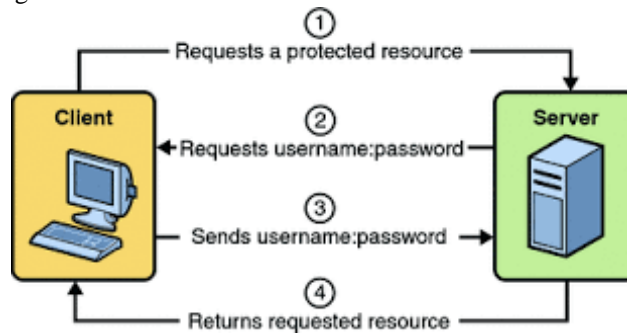 1
Requests a protected resource
Client
Server
2
Requests username:password
3
Sends username:password
4
Returns requested resource